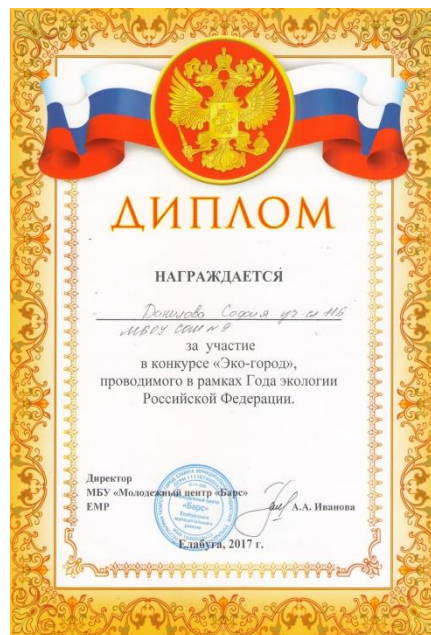 ДИПЛОМ
НАГРАЖДАЕТСЯ
Данилова София уч-ся 11б
МБОУ СОШ №9
за участие
в конкурсе «Эко-город»,
проводимого в рамках Года экологии
Российской Федерации.
Директор
МБУ «Молодежный центр «Барс»
ЕМР
А.А. Иванова
«Барс»
Елабуга, 2017 г.